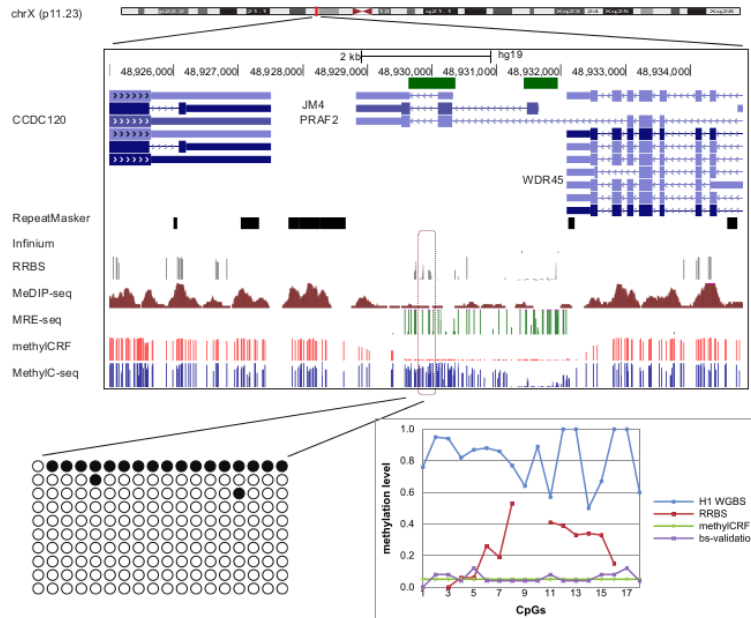 chrX (p11.23)
q21.1
Xq25
Xq28
2 kb
hg19
48,926,000 48,927,000 48,928,000 48,929,000 48,930,000 48,931,000 48,932,000 48,933,000 48,934,000
JM4
CCDC120
PRAF2
WDR45
RepeatMasker
Infinium
RRBS
MeDIP-seq
MRE-seq
methylCRF
MethylC-seq
methylation level
1.0
0.8
0.6
0.4
0.2
0.0
1 3 5 7 9 11 13 15 17
CpGs
H1 WGBS
RRBS
methylCRF
bs-validatio